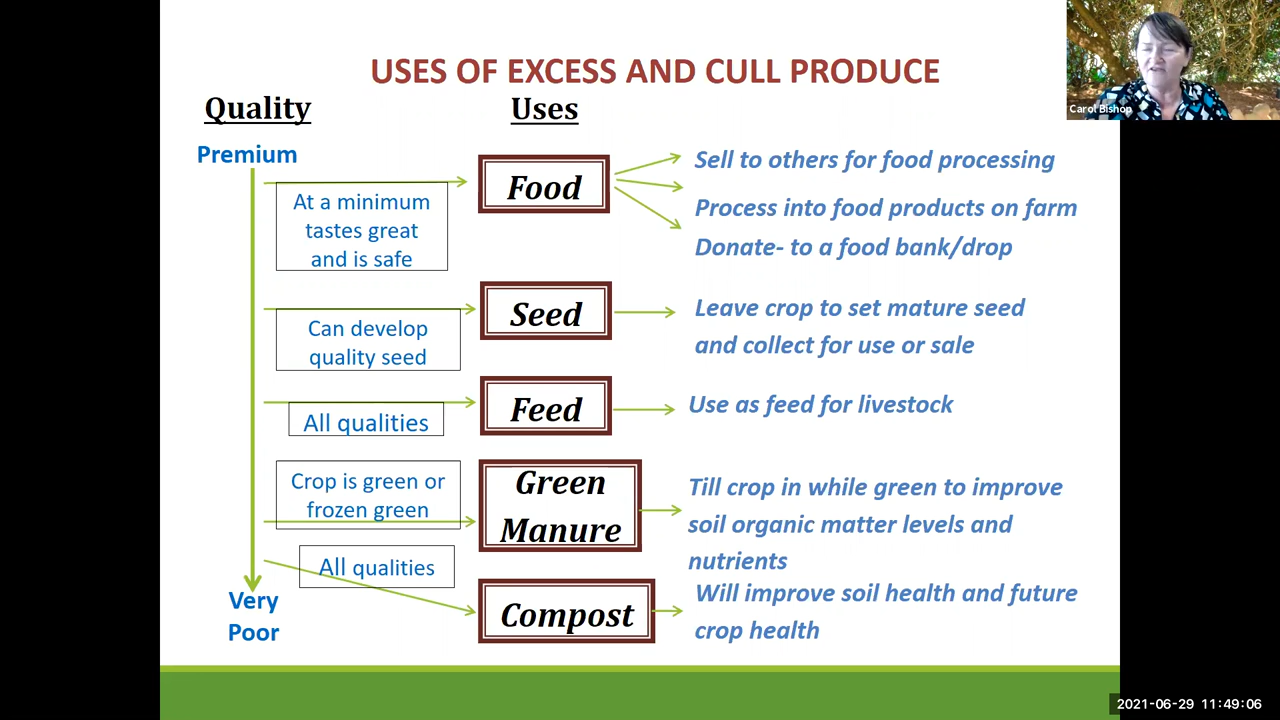 USES OF EXCESS AND CULL PRODUCE
Quality
Uses
Premium
At a minimum
tastes great
and is safe
Food
Sell to others for food processing
Process into food products on farm
Donate- to a food bank/drop
Can develop
quality seed
Seed
Leave crop to set mature seed
and collect for use or sale
All qualities
Feed
Use as feed for livestock
Crop is green or
frozen green
Green
Manure
Till crop in while green to improve
soil organic matter levels and
nutrients
All qualities
Compost
Will improve soil health and future
crop health
Very
Poor
Carol Bishop
2021-06-29 11:49:06